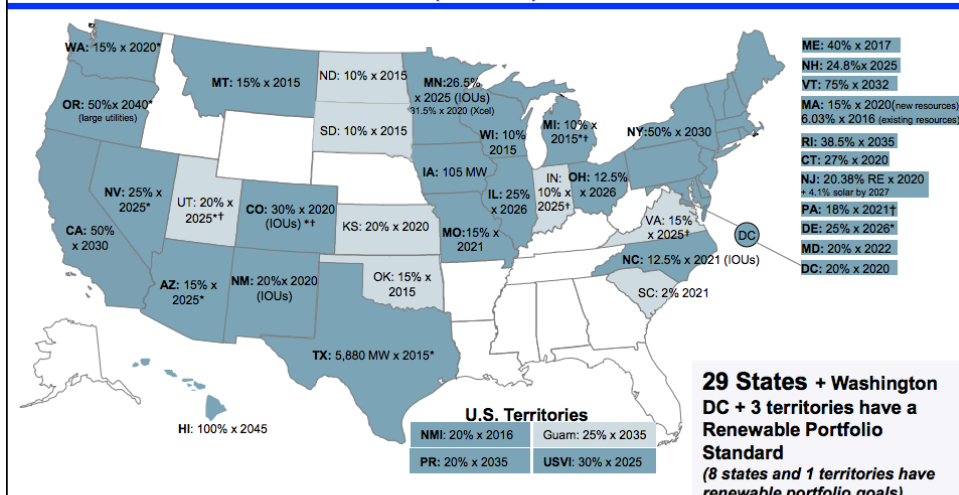 WA: 15% x 2020*
OR: 50%x 2040*
(large utilities)
MT: 15% x 2015
ND: 10% x 2015
SD: 10% x 2015
MN:26.5%
x 2025 (IOUs)
31.5% x 2020 (Xcel)
WI: 10%
2015
MI: 10% x
2015*†
NY:50% x 2030
IA: 105 MW
IL: 25% x
2026
IN:
10% x
2025†
OH: 12.5%
x 2026
NV: 25% x
2025*
UT: 20% x
2025*†
CO: 30% x 2020
(IOUs) *†
KS: 20% x 2020
MO:15% x
2021
VA: 15%
x 2025†
DC
CA: 50%
x 2030
AZ: 15% x
2025*
NM: 20%x 2020
(IOUs)
OK: 15% x
2015
NC: 12.5% x 2021 (IOUs)
SC: 2% 2021
TX: 5,880 MW x 2015*
HI: 100% x 2045
ME: 40% x 2017
NH: 24.8%x 2025
VT: 75% x 2032
MA: 15% x 2020(new resources)
6.03% x 2016 (existing resources)
RI: 38.5% x 2035
CT: 27% x 2020
NJ: 20.38% RE x 2020
+ 4.1% solar by 2027
PA: 18% x 2021†
DE: 25% x 2026*
MD: 20% x 2022
DC: 20% x 2020
U.S. Territories
NMI: 20% x 2016
Guam: 25% x 2035
PR: 20% x 2035
USVI: 30% x 2025
29 States + Washington
DC + 3 territories have a
Renewable Portfolio
Standard
(8 states and 1 territories have
renewable portfolio goals)